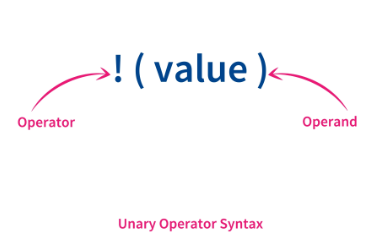 ! ( value )
Operator
Operand
Unary Operator Syntax